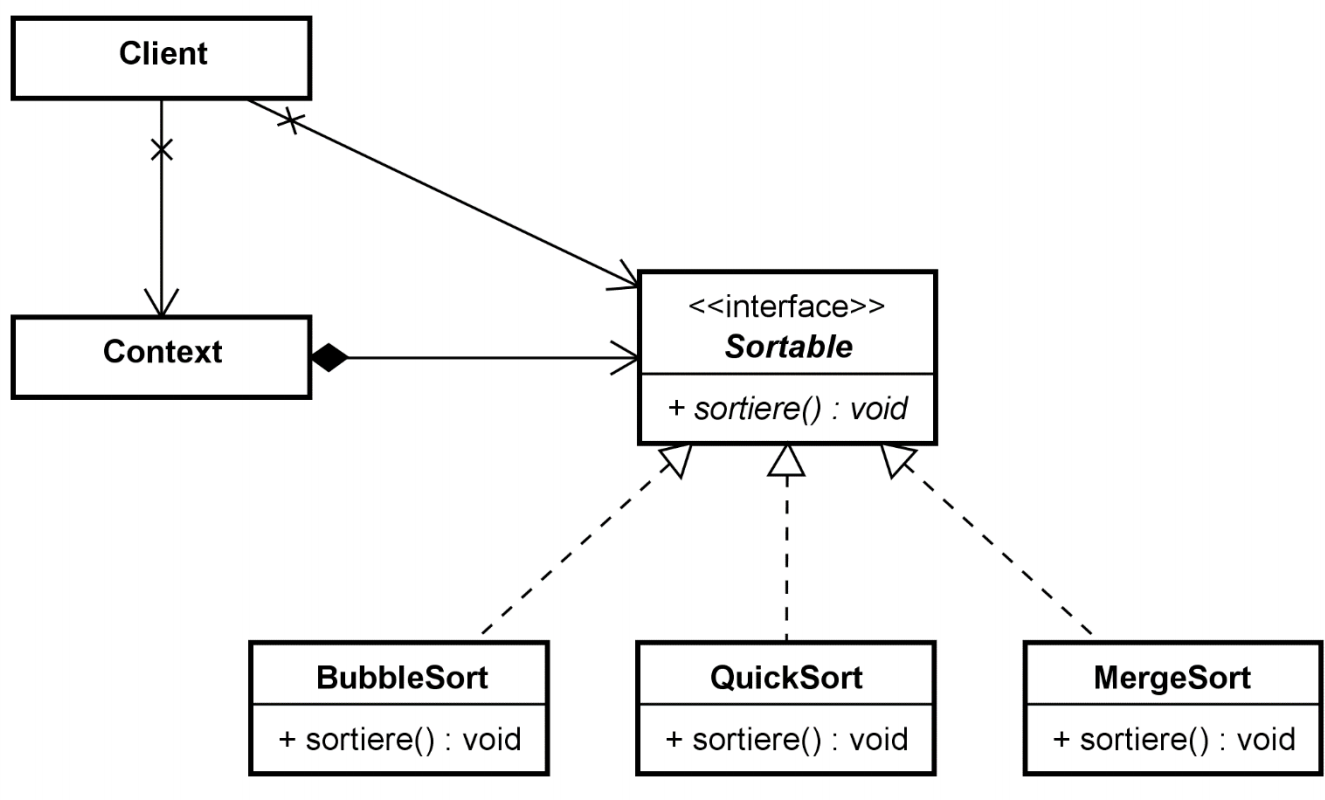 Client
Context
<<interface>>
Sortable
+ sortiere() : void
BubbleSort
+ sortiere() : void
QuickSort
+ sortiere() : void
MergeSort
+ sortiere() : void